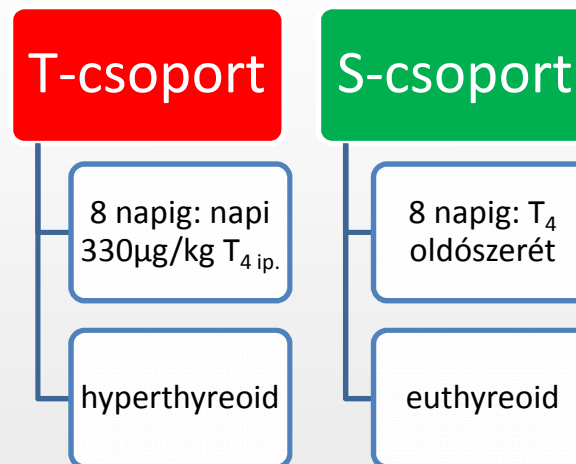 T-csoport
8 napig: napi
330µg/kg T₄ ip.
hyperthyreoid
S-csoport
8 napig: T₄
oldószerét
euthyreoid